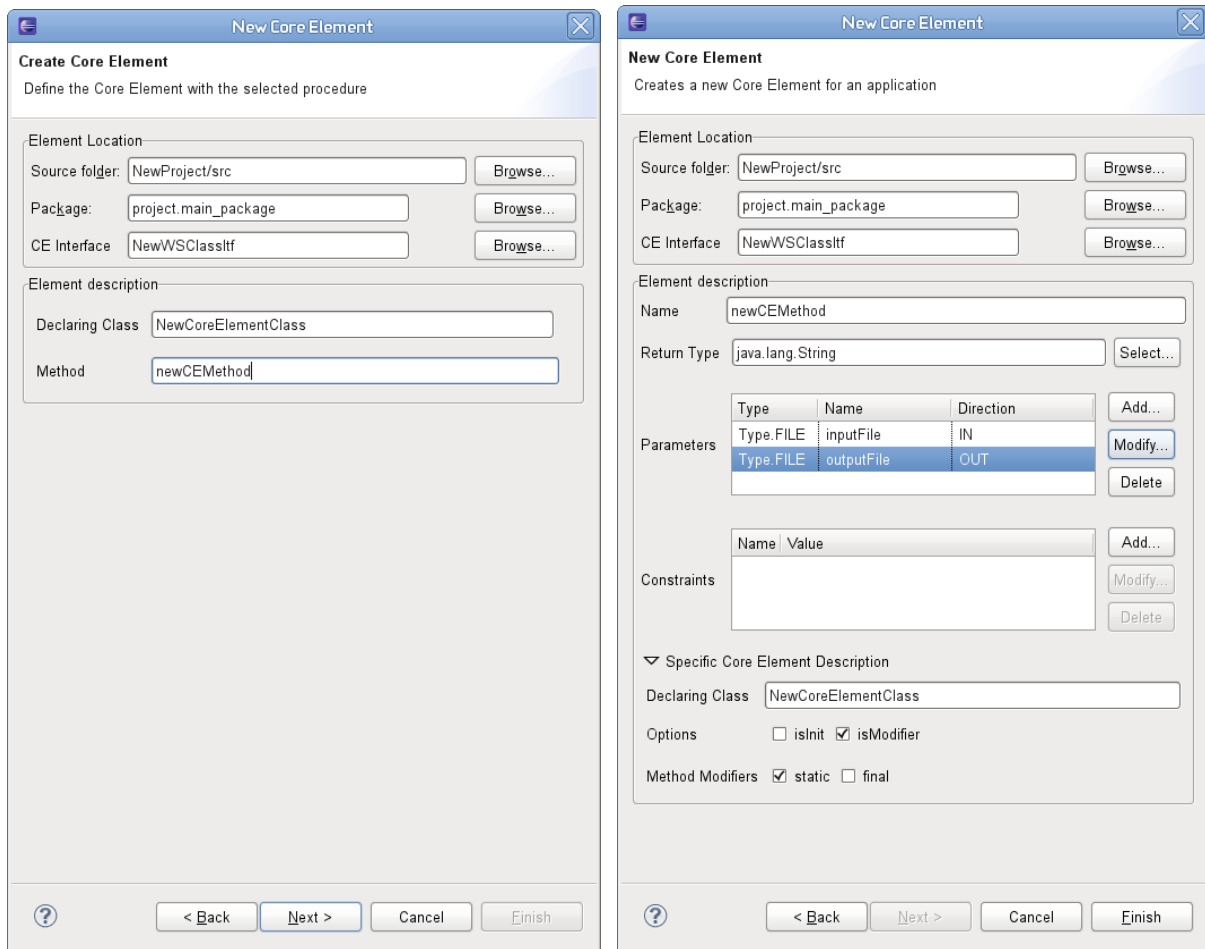 New Core Element
Create Core Element
Define the Core Element with the selected procedure
Element Location
Source folder: NewProject/src Browse...
Package: project.main_package Browse...
CE Interface NewWSClassItf Browse...
Element description
Declaring Class NewCoreElementClass
Method newCEMethod
< Back Next > Cancel Finish
New Core Element
New Core Element
Creates a new Core Element for an application
Element Location
Source folder: NewProject/src Browse...
Package: project.main_package Browse...
CE Interface NewWSClassItf Browse...
Element description
Name newCEMethod
Return Type java.lang.String Select...
Parameters
Type Name Direction
Type.FILE inputFile IN
Type.FILE outputFile OUT
Add...
Modify...
Delete
Constraints
Name Value
Add...
Modify...
Delete
Specific Core Element Description
Declaring Class NewCoreElementClass
Options isInit isModifier
Method Modifiers static final
< Back Next > Cancel Finish